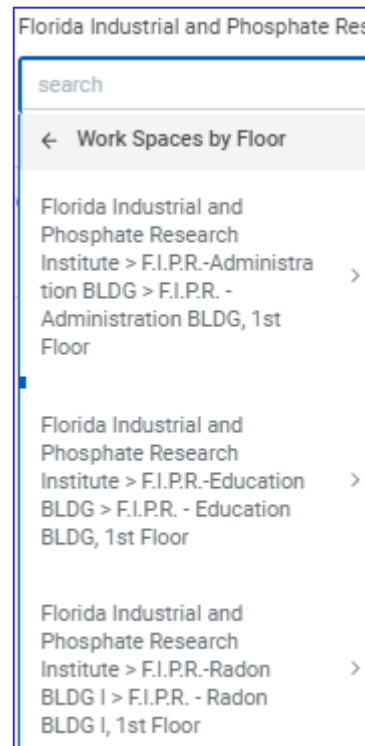 Florida Industrial and Phosphate Res
search
← Work Spaces by Floor
Florida Industrial and
Phosphate Research
Institute > F.I.P.R.-Administra
tion BLDG > F.I.P.R. -
Administration BLDG, 1st
Floor
Florida Industrial and
Phosphate Research
Institute > F.I.P.R.-Education
BLDG > F.I.P.R. - Education
BLDG, 1st Floor
Florida Industrial and
Phosphate Research
Institute > F.I.P.R.-Radon
BLDG I > F.I.P.R. - Radon
BLDG I, 1st Floor